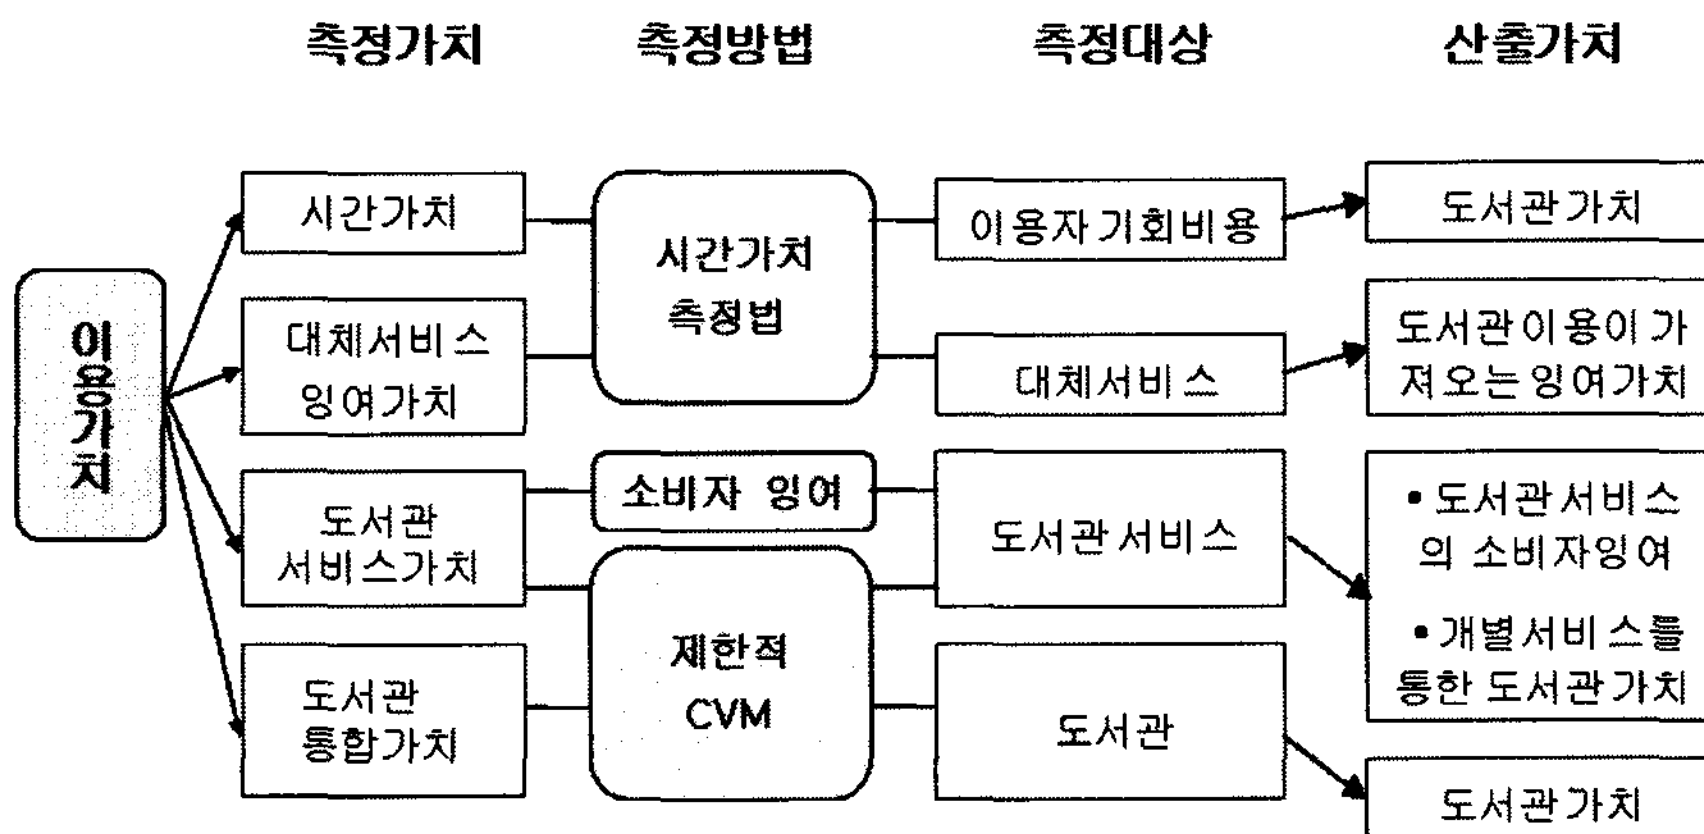 측정가치
측정방법
측정대상
산출가치
이용가치
시간가치
대체서비스
잉여가치
도서관
서비스가치
도서관
통합가치
시간가치
측정법
소비자 잉여
제한적
CVM
이용자기회비용
대체서비스
도서관서비스
도서관
도서관가치
도서관이용이 가
져오는잉여가치
• 도서관서비스
의 소비자잉여
• 개별서비스를
통한 도서관가치
도서관가치